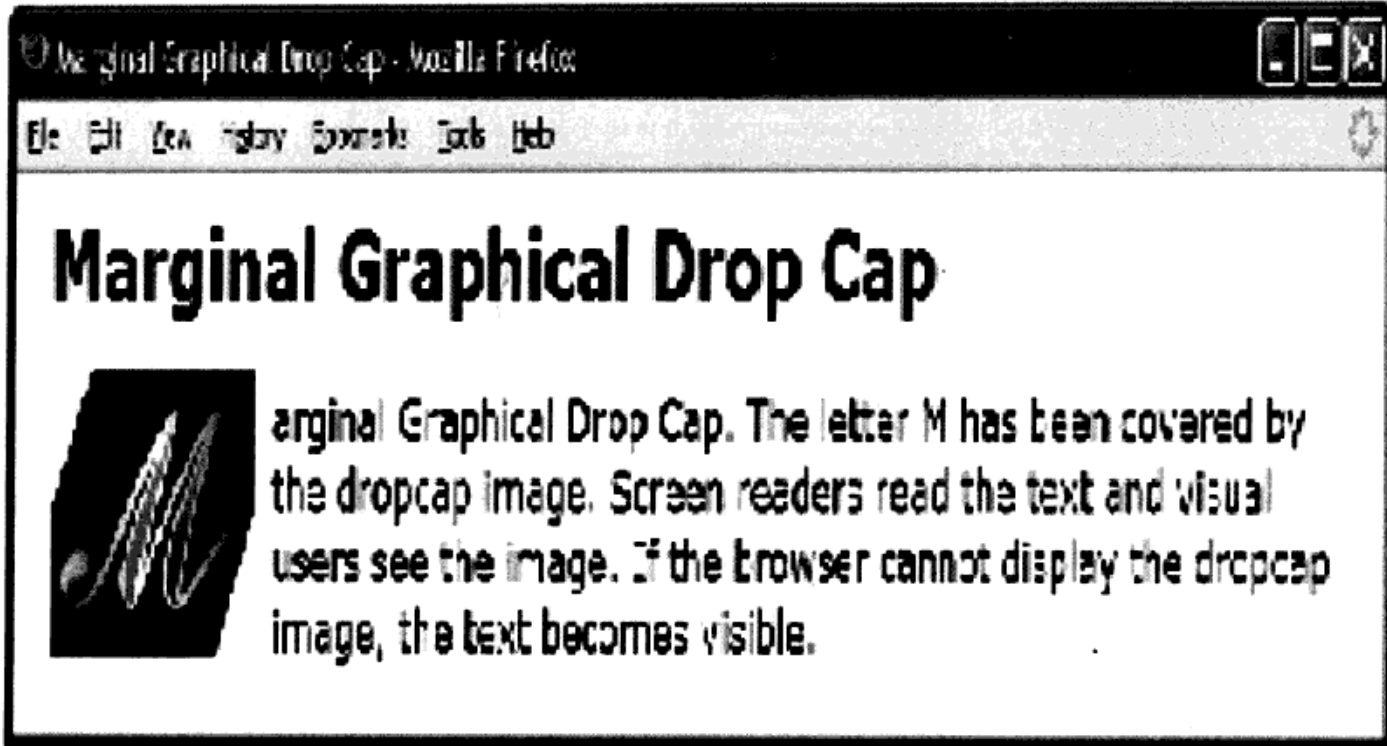 Marginal Graphical Drop Cap - Mozilla Firefox
File Edit View History Bookmarks Tools Help
Marginal Graphical Drop Cap
M arginal Graphical Drop Cap. The letter M has been covered by
the dropcap image. Screen readers read the text and visual
users see the image. If the browser cannot display the dropcap
image, the text becomes visible.